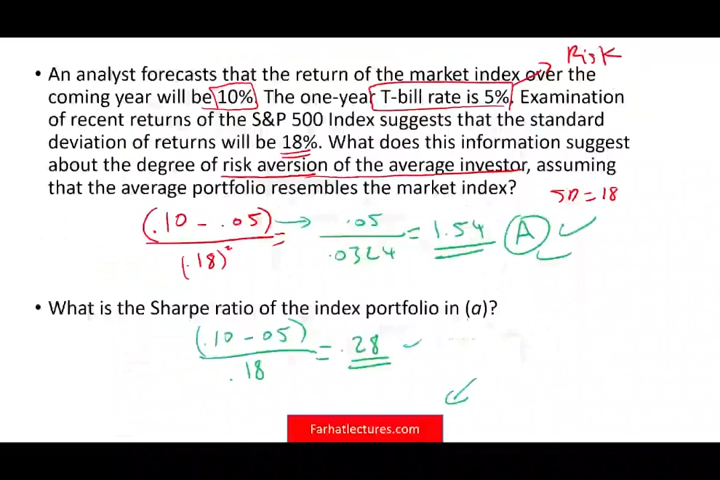 Risk
• An analyst forecasts that the return of the market index over the
coming year will be 10%. The one-year T-bill rate is 5%. Examination
of recent returns of the S&P 500 Index suggests that the standard
deviation of returns will be 18%. What does this information suggest
about the degree of risk aversion of the average investor, assuming
that the average portfolio resembles the market index?
SD = 18
(.10 - .05) / (.18)² = → .05 / .0324 = 1.54 A
• What is the Sharpe ratio of the index portfolio in (a)?
(.10 - 05) / .18 = .28
Farhatlectures.com